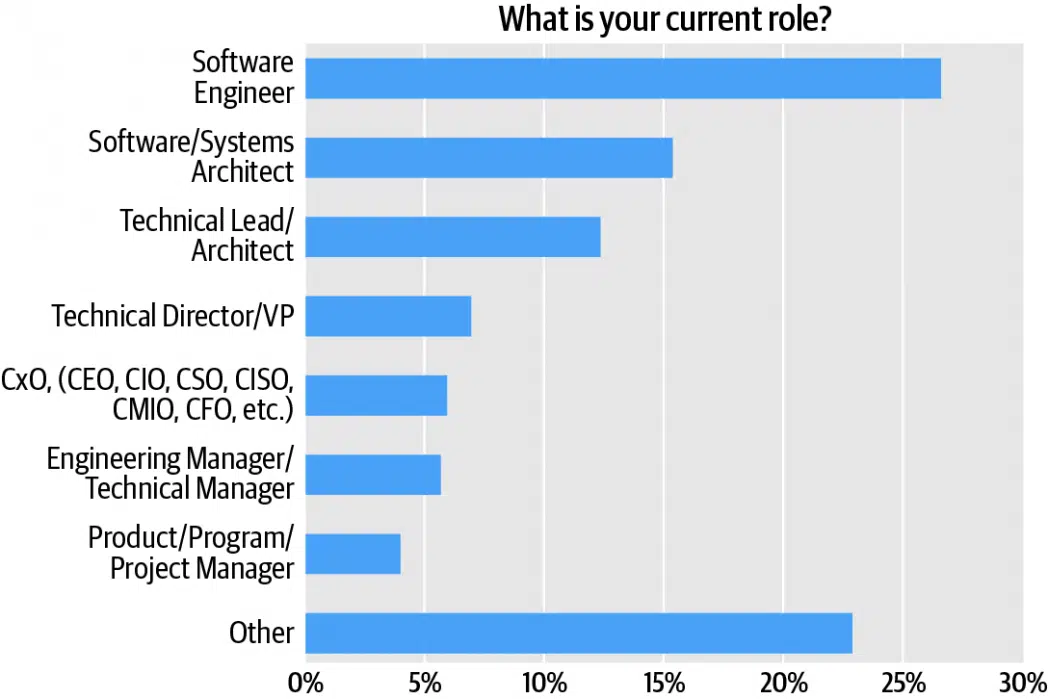 What is your current role?
Software
Engineer
Software/Systems
Architect
Technical Lead/
Architect
Technical Director/VP
CxO, (CEO, CIO, CSO, CISO,
CMIO, CFO, etc.)
Engineering Manager/
Technical Manager
Product/Program/
Project Manager
Other
0% 5% 10% 15% 20% 25% 30%